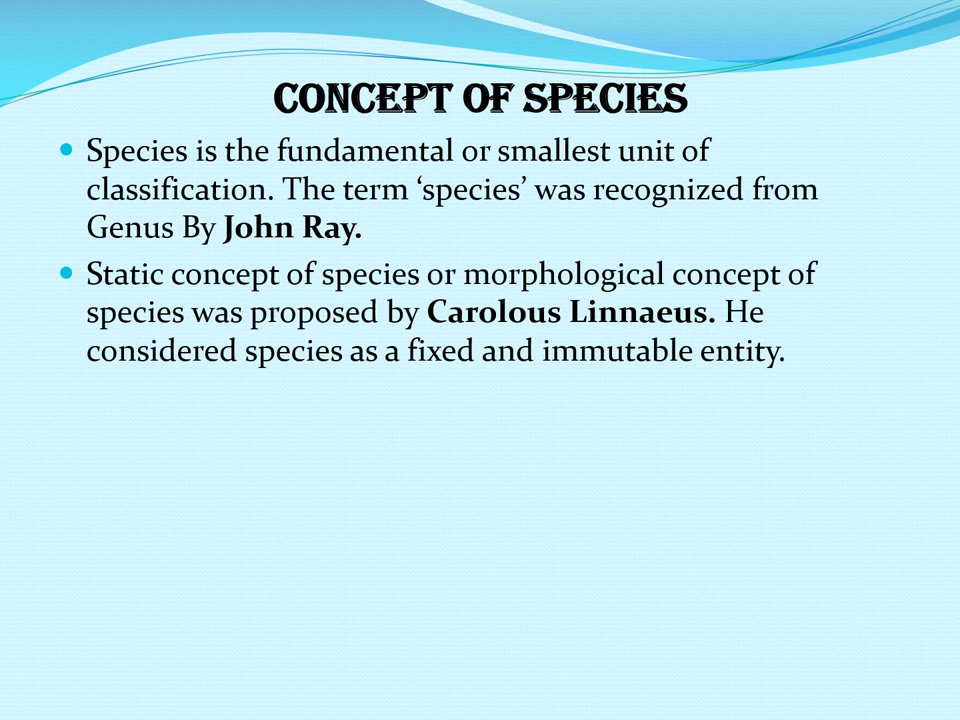 CONCEPT OF SPECIES
• Species is the fundamental or smallest unit of
classification. The term ‘species’ was recognized from
Genus By John Ray.
• Static concept of species or morphological concept of
species was proposed by Carolous Linnaeus. He
considered species as a fixed and immutable entity.